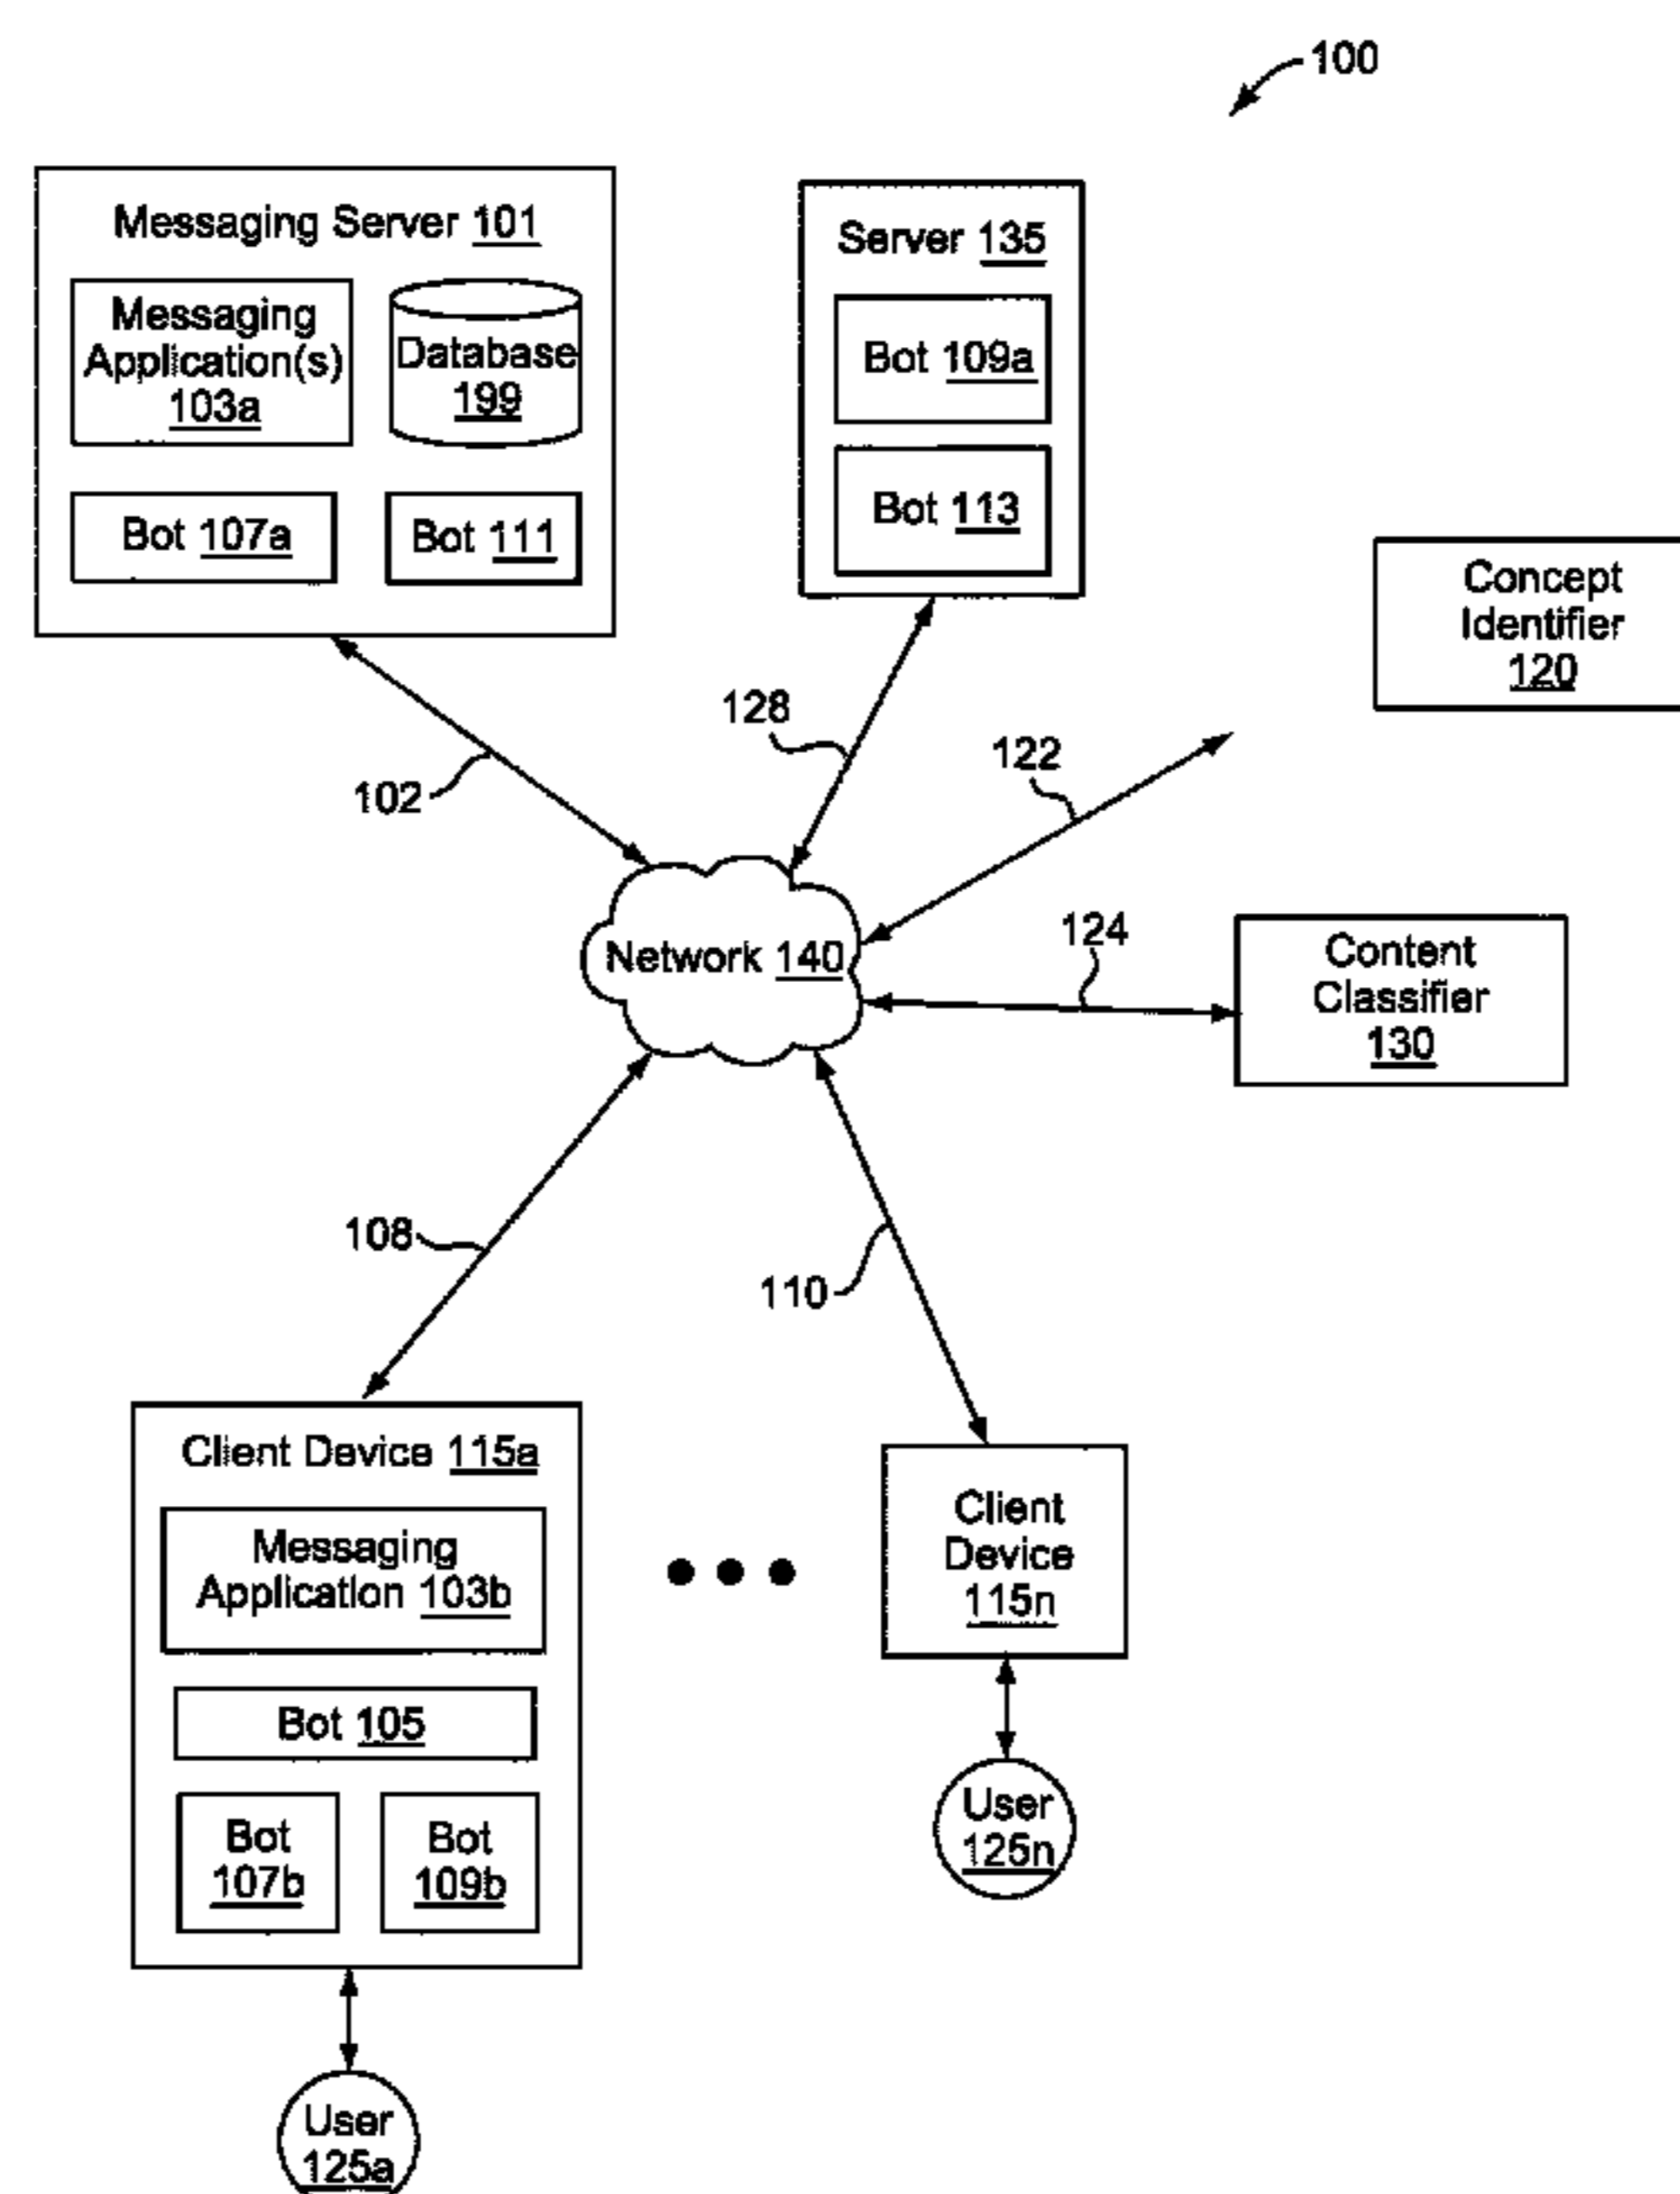 100
Messaging Server 101
Messaging
Application(s)
103a
Database
199
Bot 107a
Bot 111
Server 135
Bot 109a
Bot 113
Concept
Identifier
120
128
122
102
Network 140
124
Content
Classifier
130
108
110
Client Device 115a
Messaging
Application 103b
Bot 105
Bot
107b
Bot
109b
Client
Device
115n
User
125n
User
125a